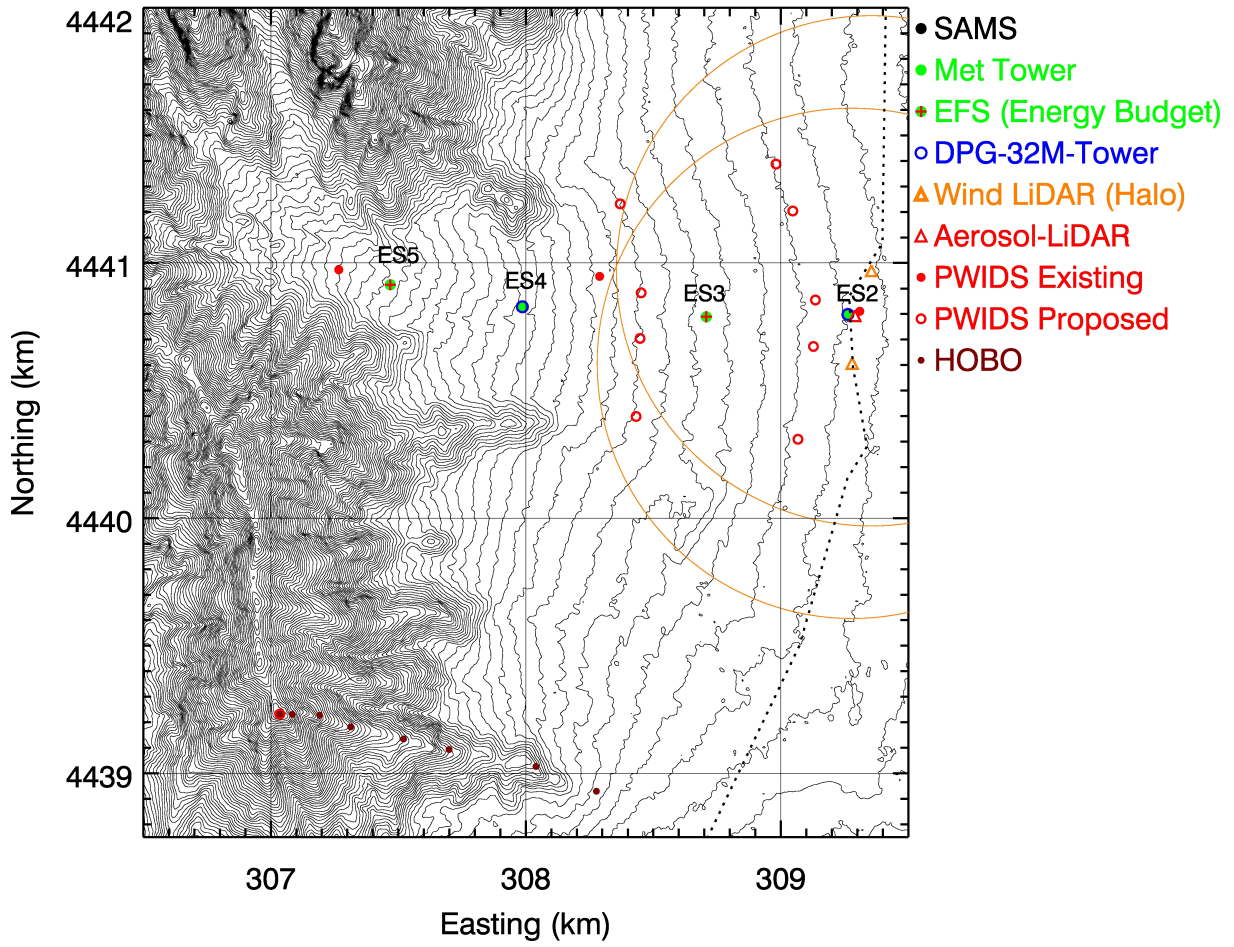 4442
4441
4440
4439
Northing (km)
307
308
309
Easting (km)
ES5
ES4
ES3
ES2
SAMS
Met Tower
EFS (Energy Budget)
DPG-32M-Tower
Wind LiDAR (Halo)
Aerosol-LiDAR
PWIDS Existing
PWIDS Proposed
HOBO